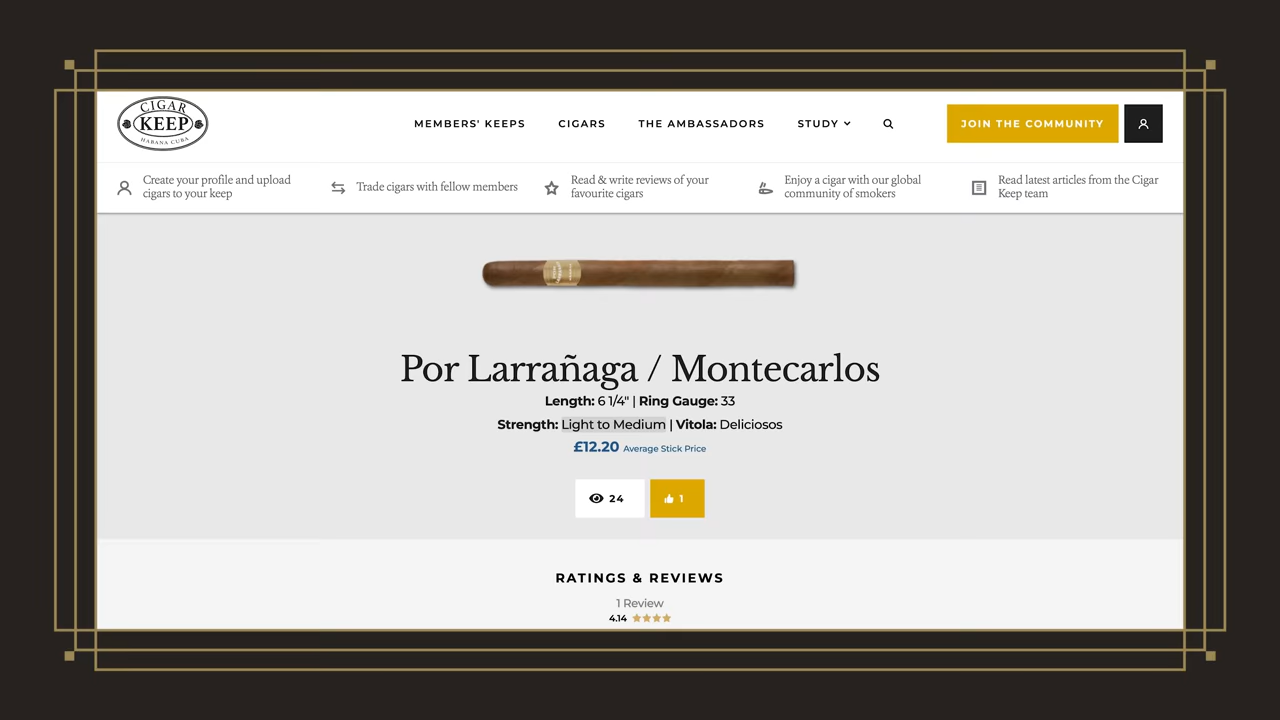 CIGAR
KEEP
HABANA CUBA
MEMBERS' KEEPS
CIGARS
THE AMBASSADORS
STUDY
JOIN THE COMMUNITY
Create your profile and upload
cigars to your keep
Trade cigars with fellow members
Read & write reviews of your
favourite cigars
Enjoy a cigar with our global
community of smokers
Read latest articles from the Cigar
Keep team
Por Larrañaga / Montecarlos
Length: 6 1/4" | Ring Gauge: 33
Strength: Light to Medium | Vitola: Deliciosos
£12.20 Average Stick Price
24
1
RATINGS & REVIEWS
1 Review
4.14